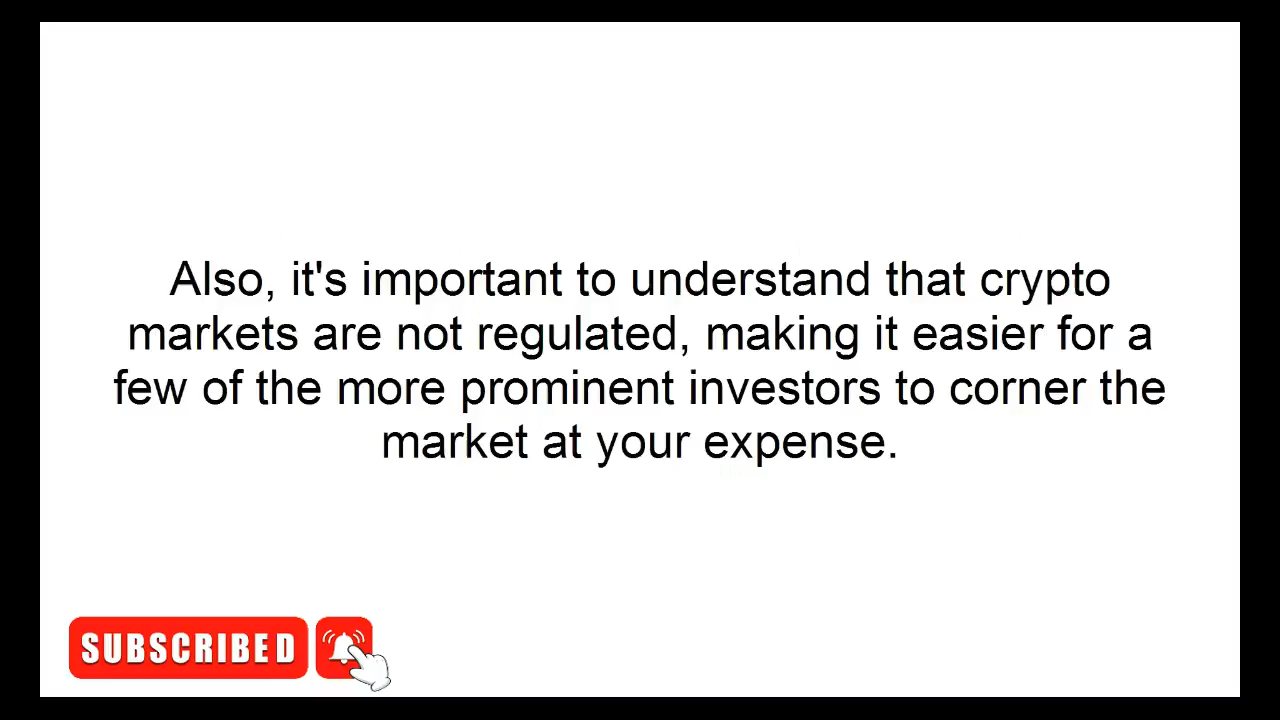 Also, it's important to understand that crypto
markets are not regulated, making it easier for a
few of the more prominent investors to corner the
market at your expense.
SUBSCRIBED